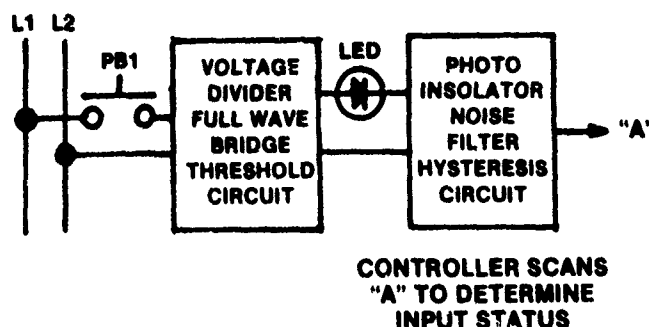 L1 L2
PB1
VOLTAGE
DIVIDER
FULL WAVE
BRIDGE
THRESHOLD
CIRCUIT
LED
PHOTO
INSOLATOR
NOISE
FILTER
HYSTERESIS
CIRCUIT
"A"
CONTROLLER SCANS
"A" TO DETERMINE
INPUT STATUS